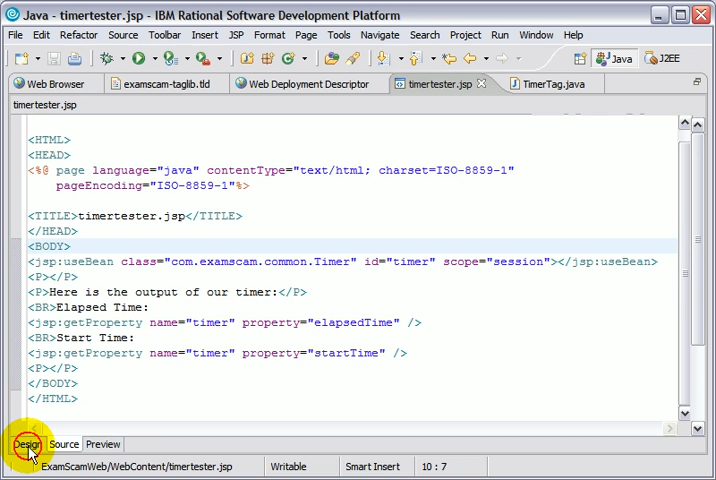 Java - timertester.jsp - IBM Rational Software Development Platform
File Edit Refactor Source Toolbar Insert JSP Format Page Tools Navigate Search Project Run Window Help
Java J2EE
Web Browser examscam-taglib.tld Web Deployment Descriptor timertester.jsp TimerTag.java
timertester.jsp
<HTML>
<HEAD>
<%@ page language="java" contentType="text/html; charset=ISO-8859-1"
pageEncoding="ISO-8859-1"%>
<TITLE>timertester.jsp</TITLE>
</HEAD>
<BODY>
<jsp:useBean class="com.examscam.common.Timer" id="timer" scope="session"></jsp:useBean>
<P></P>
<P>Here is the output of our timer:</P>
<BR>Elapsed Time:
<jsp:getProperty name="timer" property="elapsedTime" />
<BR>Start Time:
<jsp:getProperty name="timer" property="startTime" />
<P></P>
</BODY>
</HTML>
Design Source Preview
ExamScamWeb/WebContent/timertester.jsp Writable Smart Insert 10 : 7